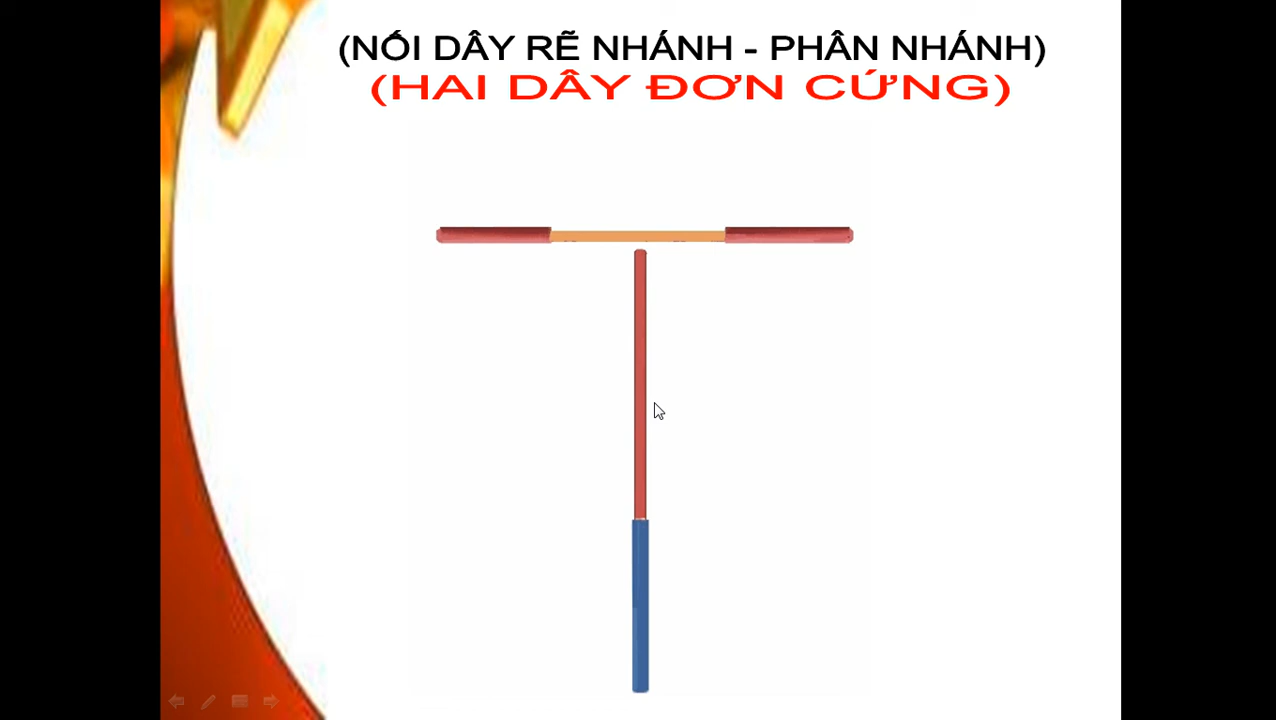 (NỐI DÂY RẼ NHÁNH - PHÂN NHÁNH)
(HAI DÂY ĐƠN CỨNG)